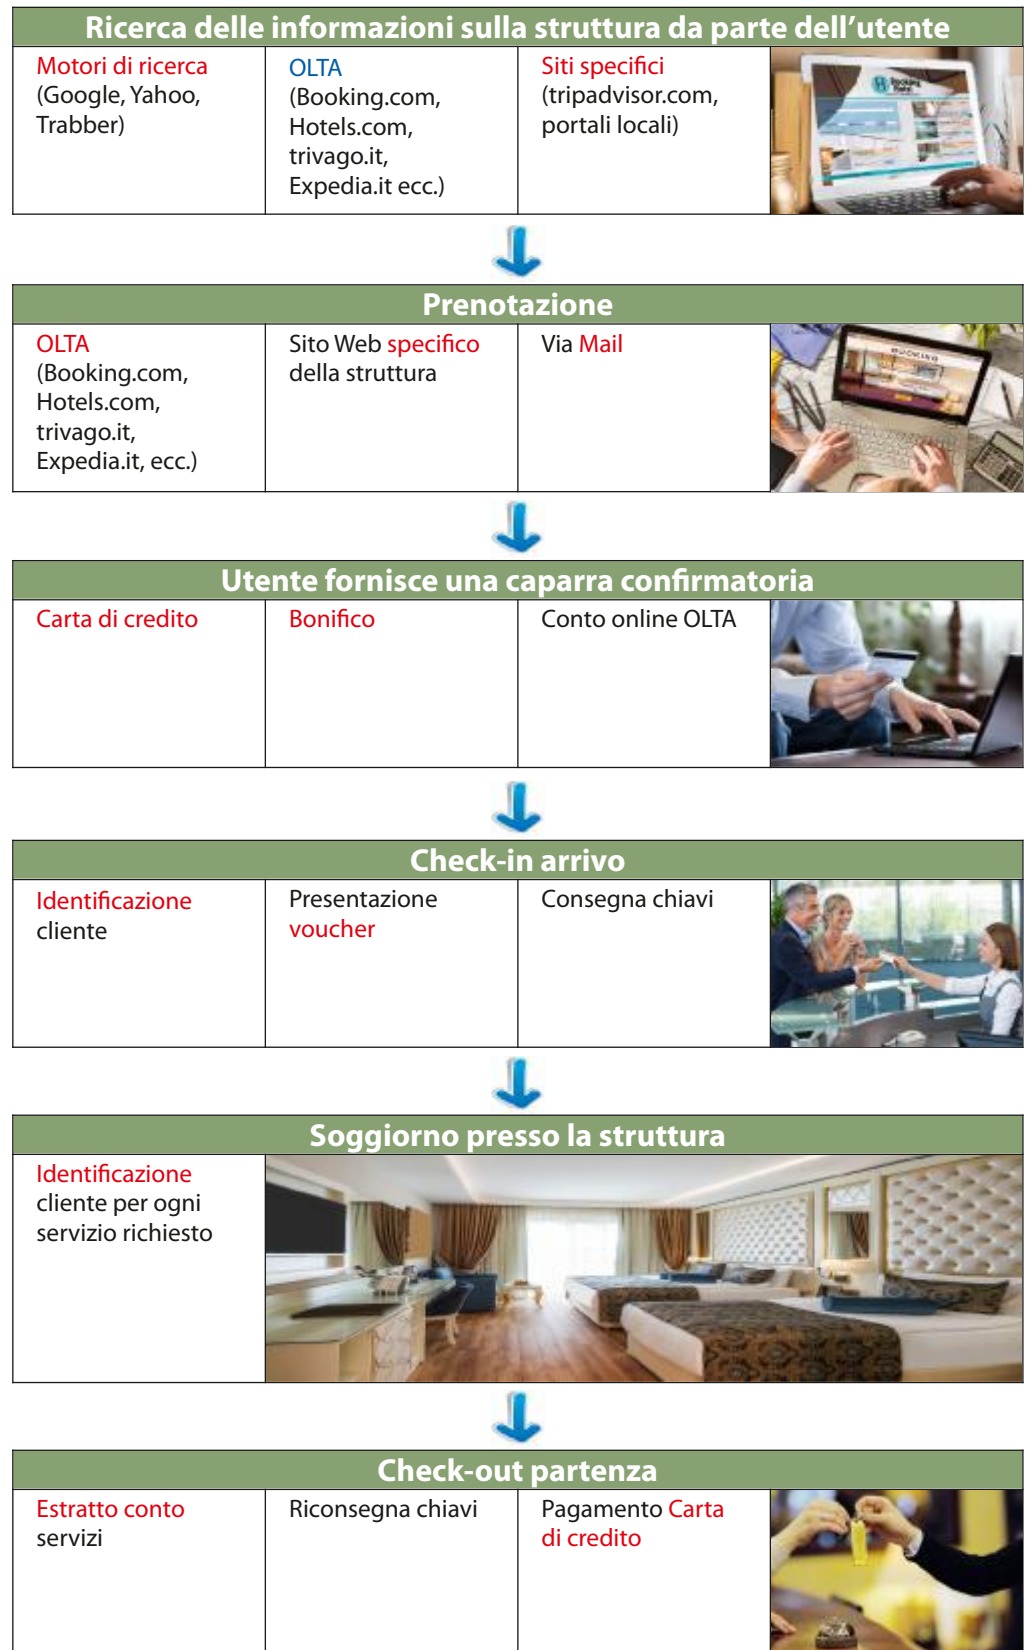 Ricerca delle informazioni sulla struttura da parte dell’utente
Motori di ricerca
(Google, Yahoo,
Trabber)
OLTA
(Booking.com,
Hotels.com,
trivago.it,
Expedia.it ecc.)
Siti specifici
(tripadvisor.com,
portali locali)
Prenotazione
OLTA
(Booking.com,
Hotels.com,
trivago.it,
Expedia.it, ecc.)
Sito Web specifico
della struttura
Via Mail
BOOKING
Utente fornisce una caparra confirmatoria
Carta di credito
Bonifico
Conto online OLTA
Check-in arrivo
Identificazione
cliente
Presentazione
voucher
Consegna chiavi
Soggiorno presso la struttura
Identificazione
cliente per ogni
servizio richiesto
Check-out partenza
Estratto conto
servizi
Riconsegna chiavi
Pagamento Carta
di credito